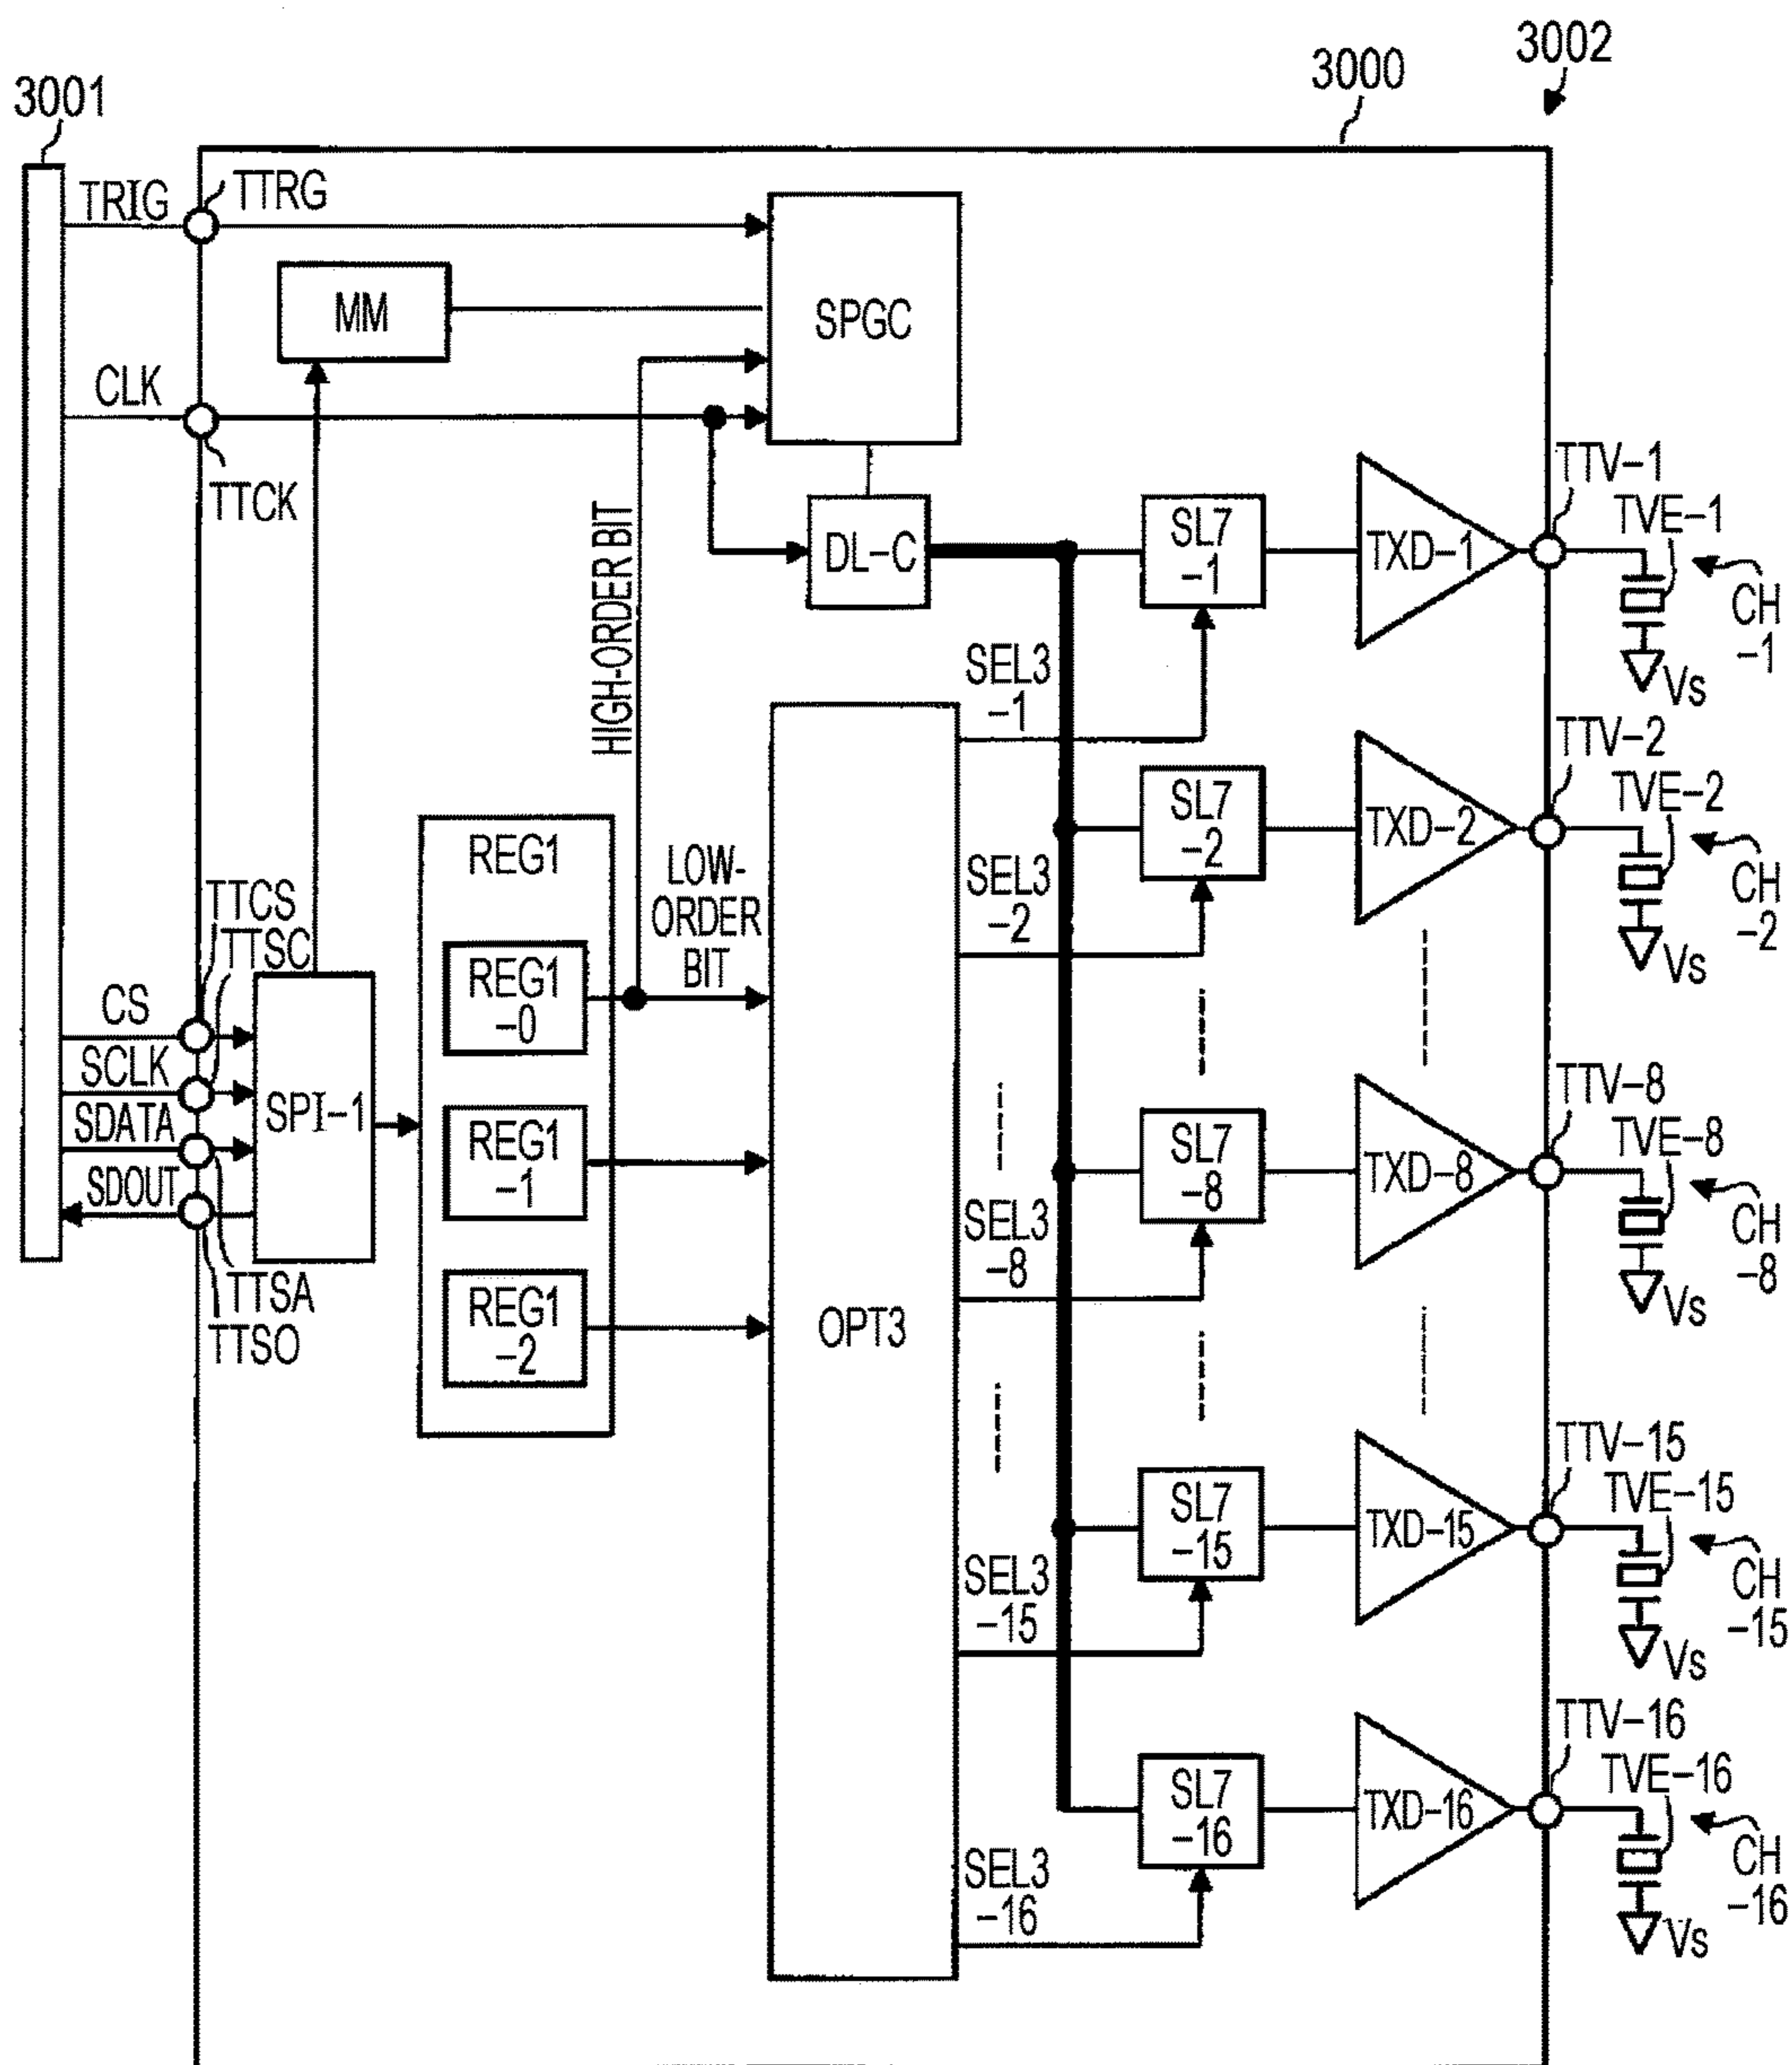 3002
3000
3001
TRIG
TTRG
MM
SPGC
CLK
TTCK
HIGH-ORDER BIT
DL-C
SL7
-1
TXD-1
TTV-1
TVE-1
CH
-1
Vs
SEL3
-1
SL7
-2
TXD-2
TTV-2
TVE-2
CH
-2
Vs
SEL3
-2
REG1
LOW-
ORDER
BIT
REG1
-0
REG1
-1
REG1
-2
TTCS
TTSC
CS
SCLK
SDATA
SDOUT
SPI-1
TTSA
TTSO
OPT3
SL7
-8
TXD-8
TTV-8
TVE-8
CH
-8
Vs
SEL3
-8
SL7
-15
TXD-15
TTV-15
TVE-15
CH
-15
Vs
SEL3
-15
SL7
-16
TXD-16
TTV-16
TVE-16
CH
-16
Vs
SEL3
-16